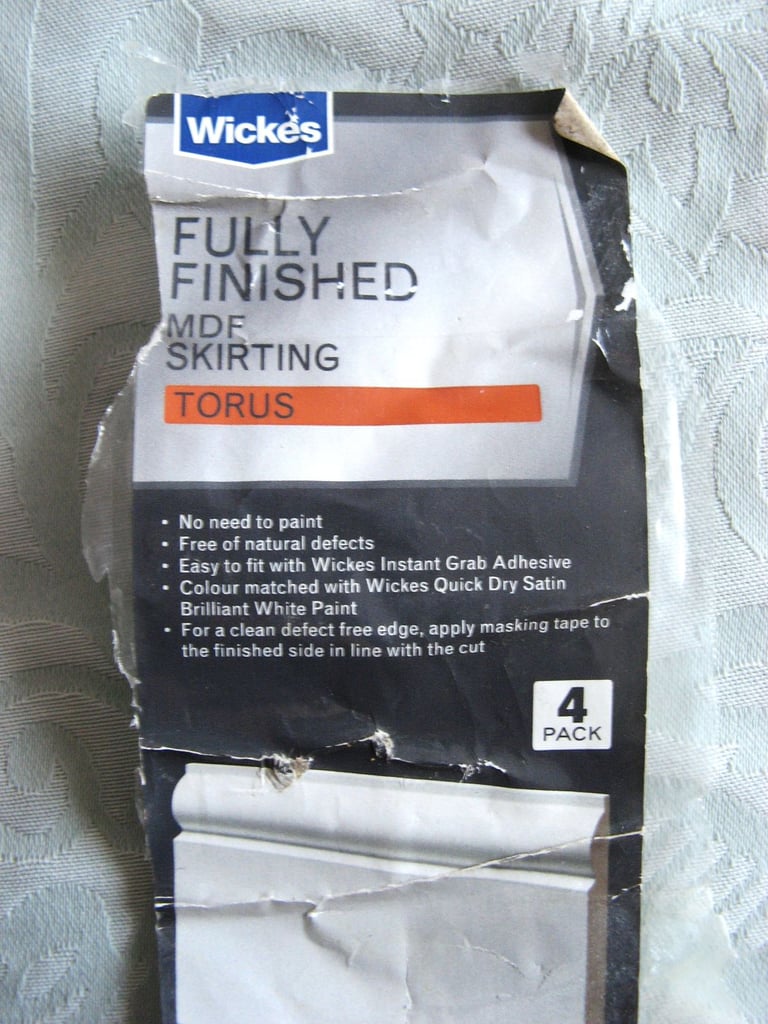 Wickes
FULLY
FINISHED
MDF
SKIRTING
TORUS
• No need to paint
• Free of natural defects
• Easy to fit with Wickes Instant Grab Adhesive
• Colour matched with Wickes Quick Dry Satin
Brilliant White Paint
• For a clean defect free edge, apply masking tape to
the finished side in line with the cut
4
PACK